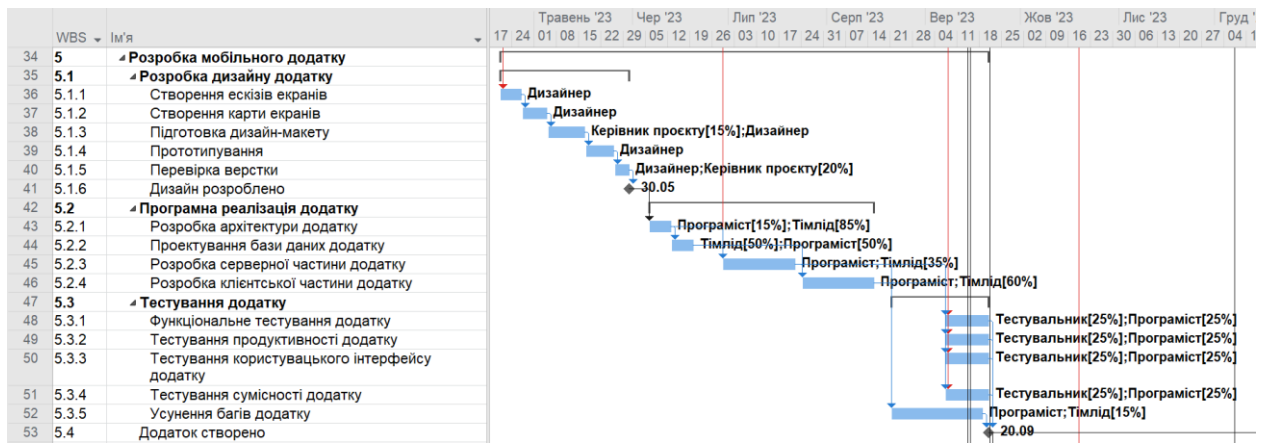 Травень '23 Чер '23 Лип '23 Серп '23 Вер '23 Жов '23 Лис '23 Груд '
WBS Ім'я 17 24 01 08 15 22 29 05 12 19 26 03 10 17 24 31 07 14 21 28 04 11 18 25 02 09 16 23 30 06 13 20 27 04 1
34 5 Розробка мобільного додатку
35 5.1 Розробка дизайну додатку
36 5.1.1 Створення ескізів екранів Дизайнер
37 5.1.2 Створення карти екранів Дизайнер
38 5.1.3 Підготовка дизайн-макету Керівник проєкту[15%];Дизайнер
39 5.1.4 Прототипування Дизайнер
40 5.1.5 Перевірка верстки Дизайнер;Керівник проєкту[20%]
41 5.1.6 Дизайн розроблено 30.05
42 5.2 Програмна реалізація додатку
43 5.2.1 Розробка архітектури додатку Програміст[15%];Тімлід[85%]
44 5.2.2 Проектування бази даних додатку Тімлід[50%];Програміст[50%]
45 5.2.3 Розробка серверної частини додатку Програміст;Тімлід[35%]
46 5.2.4 Розробка клієнтської частини додатку Програміст;Тімлід[60%]
47 5.3 Тестування додатку
48 5.3.1 Функціональне тестування додатку Тестувальник[25%];Програміст[25%]
49 5.3.2 Тестування продуктивності додатку Тестувальник[25%];Програміст[25%]
50 5.3.3 Тестування користувацького інтерфейсу Тестувальник[25%];Програміст[25%]
додатку
51 5.3.4 Тестування сумісності додатку Тестувальник[25%];Програміст[25%]
52 5.3.5 Усунення багів додатку Програміст;Тімлід[15%]
53 5.4 Додаток створено 20.09